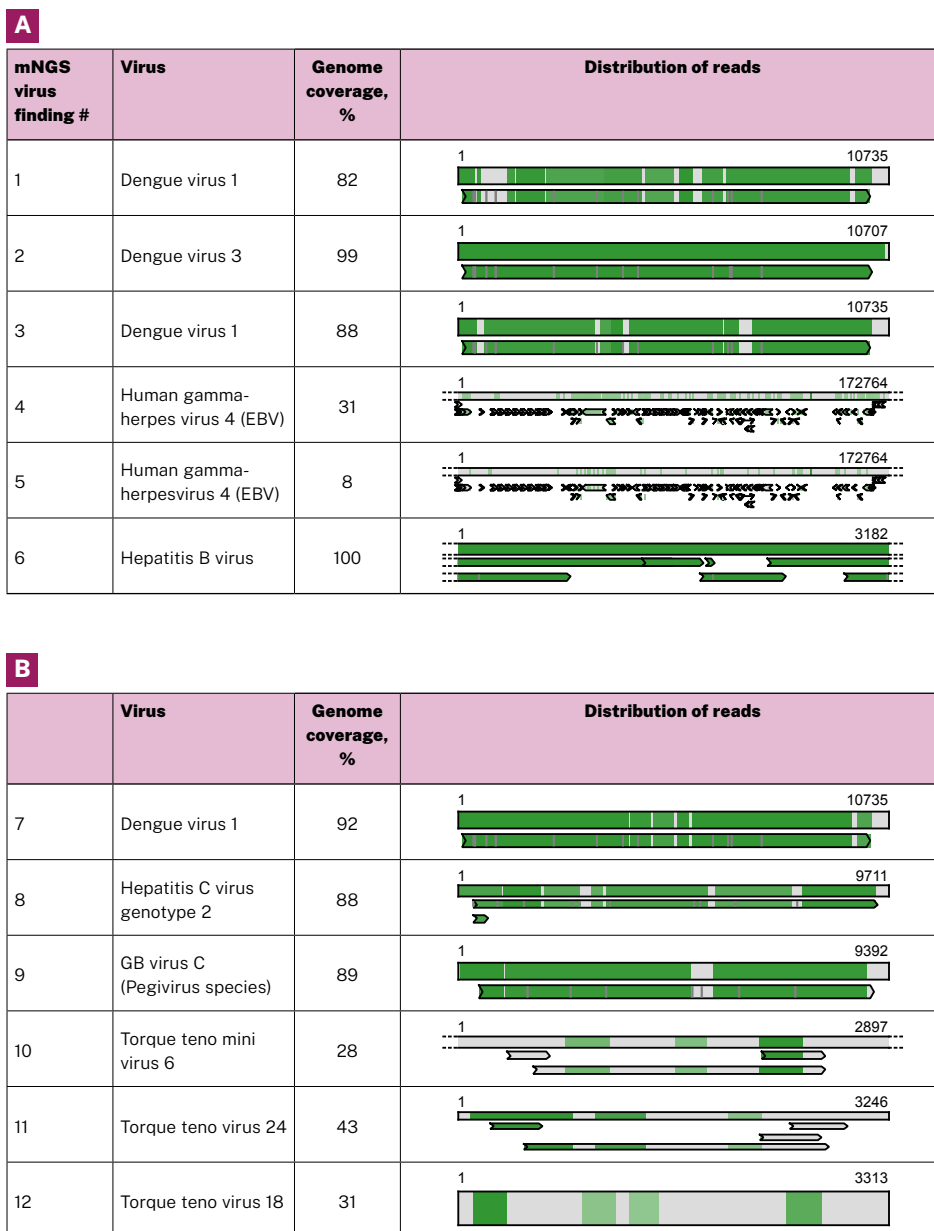 A
mNGS
virus
finding #
Virus
Genome
coverage,
%
Distribution of reads
1
Dengue virus 1
82
1
10735
2
Dengue virus 3
99
1
10707
3
Dengue virus 1
88
1
10735
4
Human gamma-
herpes virus 4 (EBV)
31
1
172764
5
Human gamma-
herpesvirus 4 (EBV)
8
1
172764
6
Hepatitis B virus
100
1
3182
B
Virus
Genome
coverage,
%
Distribution of reads
7
Dengue virus 1
92
1
10735
8
Hepatitis C virus
genotype 2
88
1
9711
9
GB virus C
(Pegivirus species)
89
1
9392
10
Torque teno mini
virus 6
28
1
2897
11
Torque teno virus 24
43
1
3246
12
Torque teno virus 18
31
1
3313